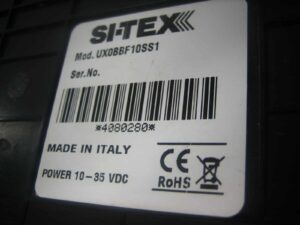 SI-TEX
Mod. UX0BBF10SS1
Ser.No.
*4080280*
MADE IN ITALY
CE
RoHS
POWER 10-35 VDC